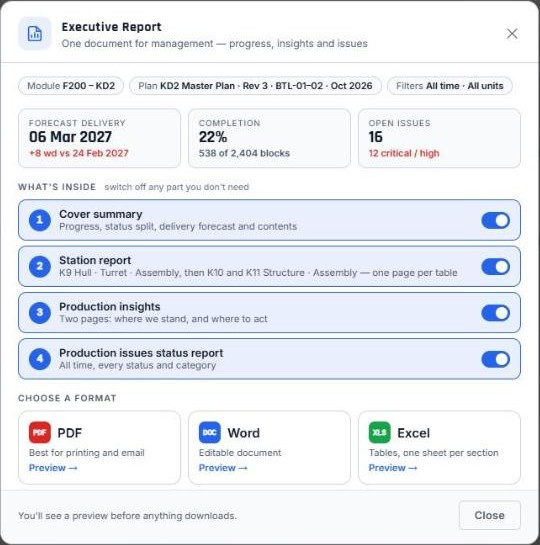 Executive Report
One document for management — progress, insights and issues
Module F200 – KD2
Plan KD2 Master Plan · Rev 3 · BTL-01–02 · Oct 2026
Filters All time · All units
FORECAST DELIVERY
06 Mar 2027
+8 wd vs 24 Feb 2027
COMPLETION
22%
538 of 2,404 blocks
OPEN ISSUES
16
12 critical / high
WHAT'S INSIDE switch off any part you don't need
1 Cover summary
Progress, status split, delivery forecast and contents
2 Station report
K9 Hull · Turret · Assembly, then K10 and K11 Structure · Assembly — one page per table
3 Production insights
Two pages: where we stand, and where to act
4 Production issues status report
All time, every status and category
CHOOSE A FORMAT
PDF PDF
Best for printing and email
Preview →
DOC Word
Editable document
Preview →
XLS Excel
Tables, one sheet per section
Preview →
You'll see a preview before anything downloads.
Close